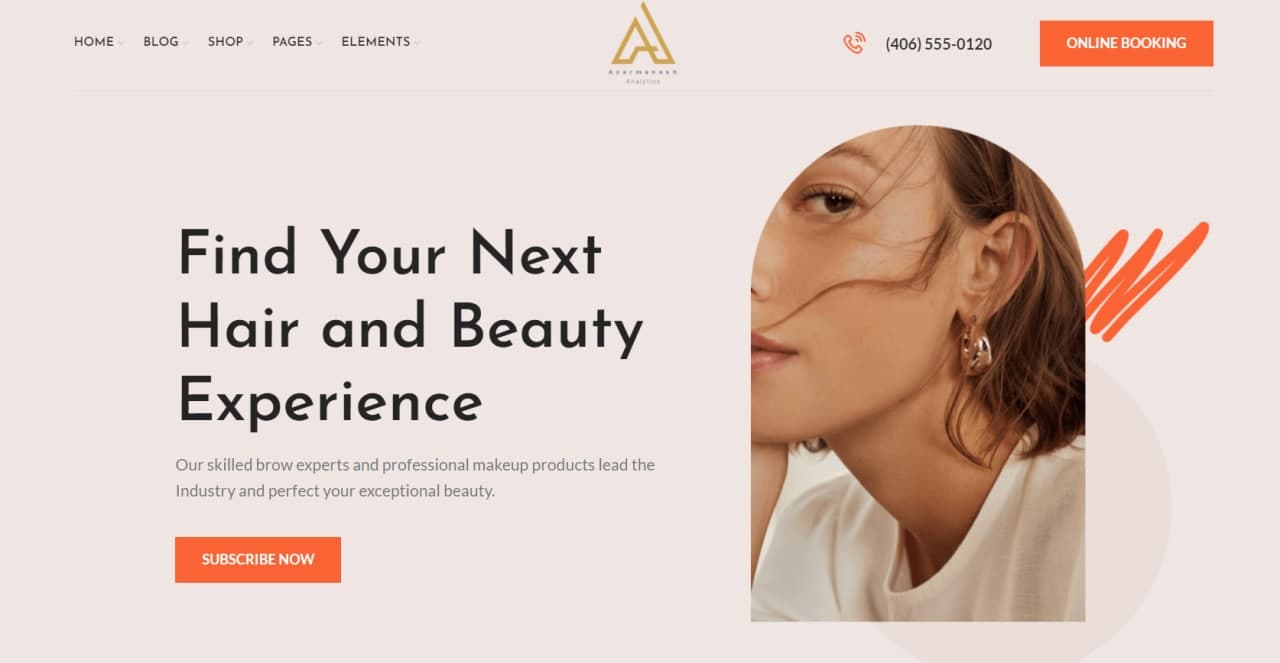 HOME
BLOG
SHOP
PAGES
ELEMENTS
Azarmanesh
Analytics
(406) 555-0120
ONLINE BOOKING
Find Your Next
Hair and Beauty
Experience
Our skilled brow experts and professional makeup products lead the
Industry and perfect your exceptional beauty.
SUBSCRIBE NOW